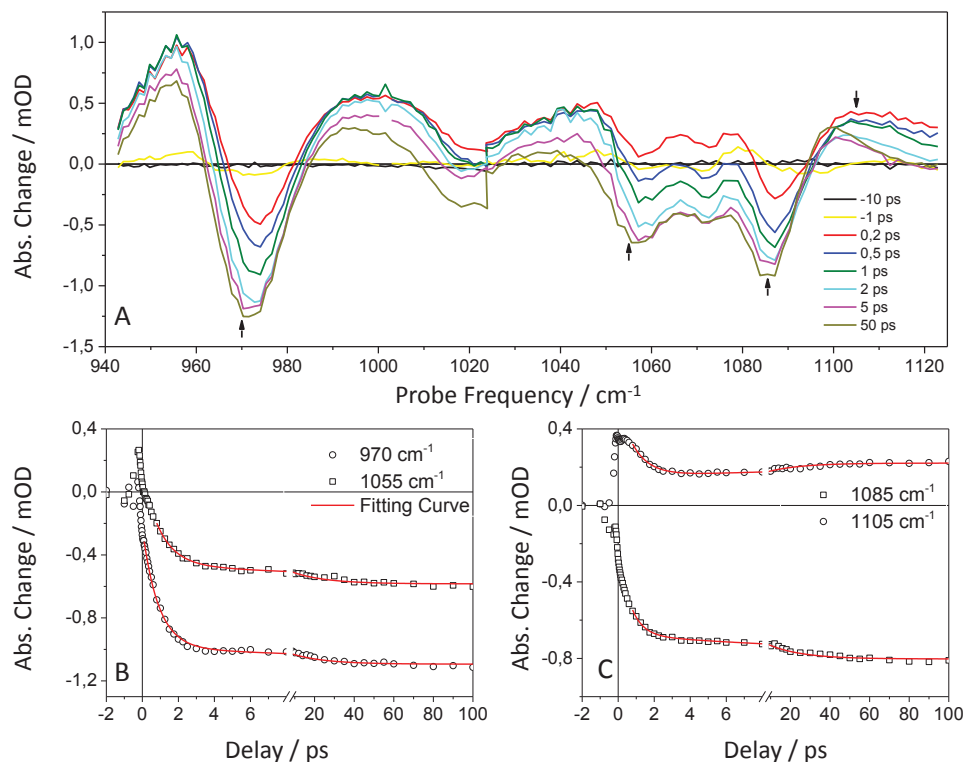 Abs. Change / mOD
1,0
0,5
0,0
-0,5
-1,0
-1,5
A
-10 ps
-1 ps
0,2 ps
0,5 ps
1 ps
2 ps
5 ps
50 ps
940 960 980 1000 1020 1040 1060 1080 1100 1120
Probe Frequency / cm-1
Abs. Change / mOD
0,4
0,0
-0,4
-0,8
-1,2
970 cm-1
1055 cm-1
Fitting Curve
B
-2 0 2 4 6 20 40 60 80 100
Delay / ps
Abs. Change / mOD
0,4
0,0
-0,4
-0,8
1085 cm-1
1105 cm-1
C
-2 0 2 4 6 20 40 60 80 100
Delay / ps